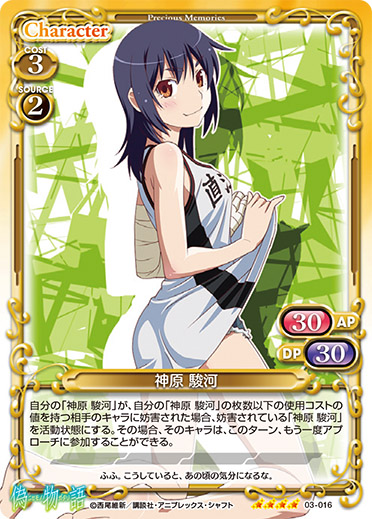 Precious Memories
Character
COST
3
SOURCE
2
直江
30 AP
DP 30
神原 駿河
自分の「神原 駿河」が、自分の「神原 駿河」の枚数以下の使用コストの
値を持つ相手のキャラに妨害された場合、妨害されている「神原 駿河」
を活動状態にする。その場合、そのキャラは、このターン、もう一度アプ
ローチに参加することができる。
ふふ、こうしていると、あの頃の気分になるな。
偽物語
©西尾維新／講談社・アニプレックス・シャフト
03-016